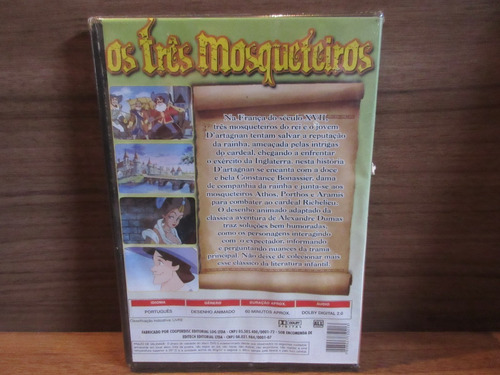 os três Mosqueteiros
Na França do século XVII,
três mosqueteiros do rei e o jovem
D'artagnan tentam salvar a reputação
da rainha, ameaçada pelas intrigas
do cardeal, chegando a enfrentar
o exército da Inglaterra, nesta história
D'artagnan se encanta com a doce
e bela Constance Bonassier, dama
de companhia da rainha e junta-se aos
mosqueteiros Athos, Porthos e Aramis
para combater ao cardeal Richelieu.
O desenho animado adaptado da
clássica aventura de Alexandre Dumas
traz soluções bem humoradas,
como os personagens interagindo
com o expectador, informando
e perguntando nuances da trama
principal. Não deixe de colecionar mais
esse clássico da literatura infantil.
IDIOMA GÊNERO DURAÇÃO APROX. ÁUDIO
PORTUGUÊS DESENHO ANIMADO 60 MINUTOS APROX. DOLBY DIGITAL 2.0
DOLBY
DIGITAL
ALL